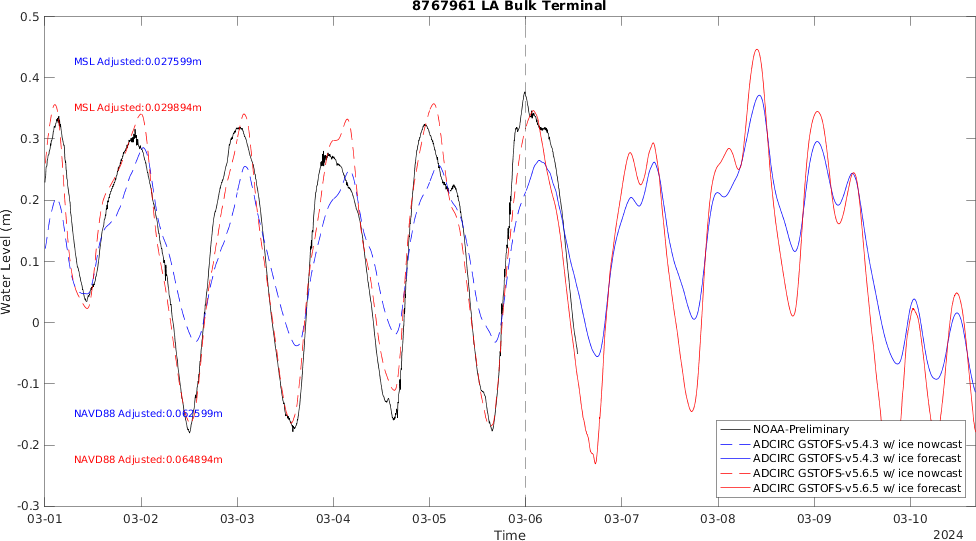 8767961 LA Bulk Terminal
0.5
0.4
0.3
0.2
0.1
0
-0.1
-0.2
-0.3
Water Level (m)
MSL Adjusted:0.027599m
MSL Adjusted:0.029894m
NAVD88 Adjusted:0.062599m
NAVD88 Adjusted:0.064894m
NOAA-Preliminary
ADCIRC GSTOFS-v5.4.3 w/ ice nowcast
ADCIRC GSTOFS-v5.4.3 w/ ice forecast
ADCIRC GSTOFS-v5.6.5 w/ ice nowcast
ADCIRC GSTOFS-v5.6.5 w/ ice forecast
03-01 03-02 03-03 03-04 03-05 03-06 03-07 03-08 03-09 03-10
Time
2024